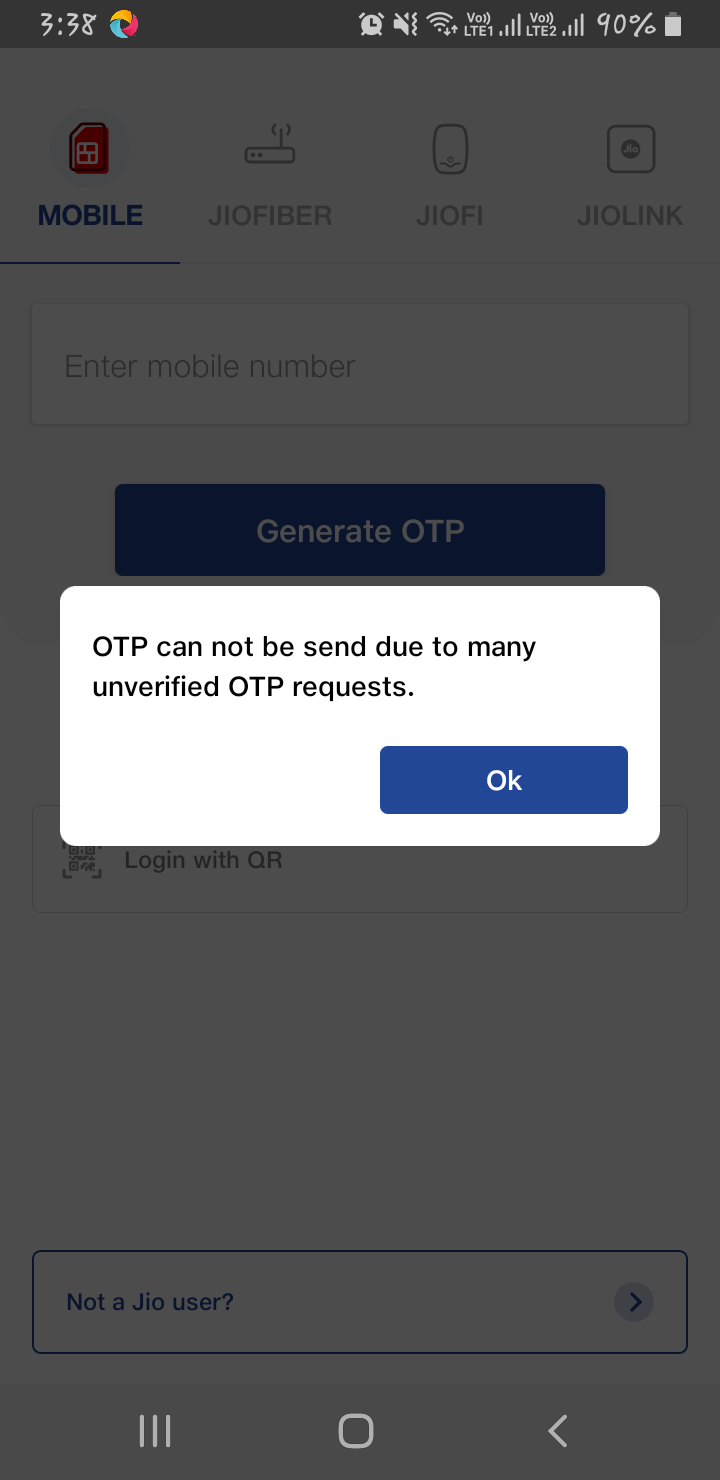 3:38 Vo)) LTE1 Vo)) LTE2 90%
MOBILE JIOFIBER JIOFI JIOLINK
Jio
Enter mobile number
Generate OTP
OTP can not be send due to many
unverified OTP requests.
Ok
Login with QR
Not a Jio user?